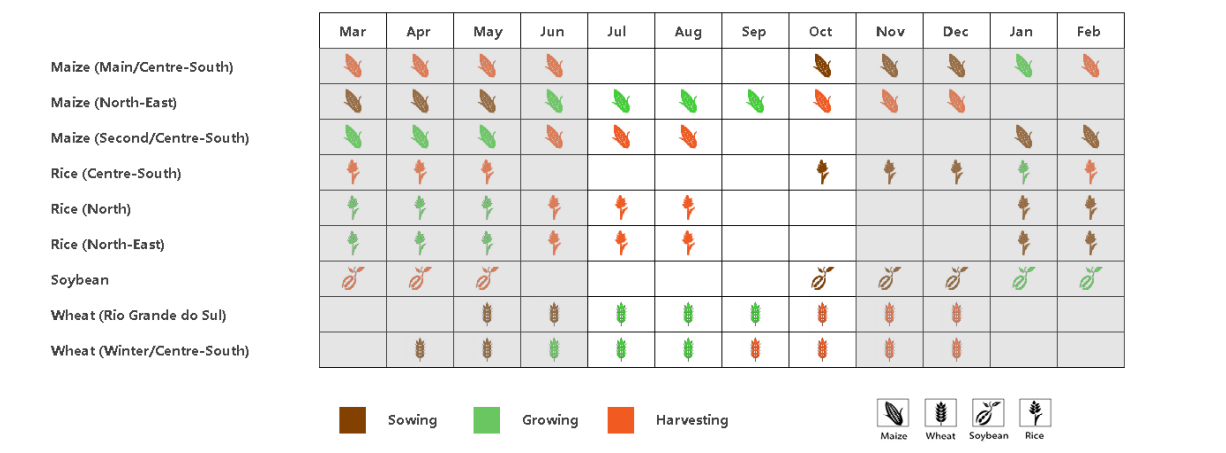 Mar Apr May Jun Jul Aug Sep Oct Nov Dec Jan Feb
Maize (Main/Centre-South)
Maize (North-East)
Maize (Second/Centre-South)
Rice (Centre-South)
Rice (North)
Rice (North-East)
Soybean
Wheat (Rio Grande do Sul)
Wheat (Winter/Centre-South)
Sowing Growing Harvesting
Maize Wheat Soybean Rice